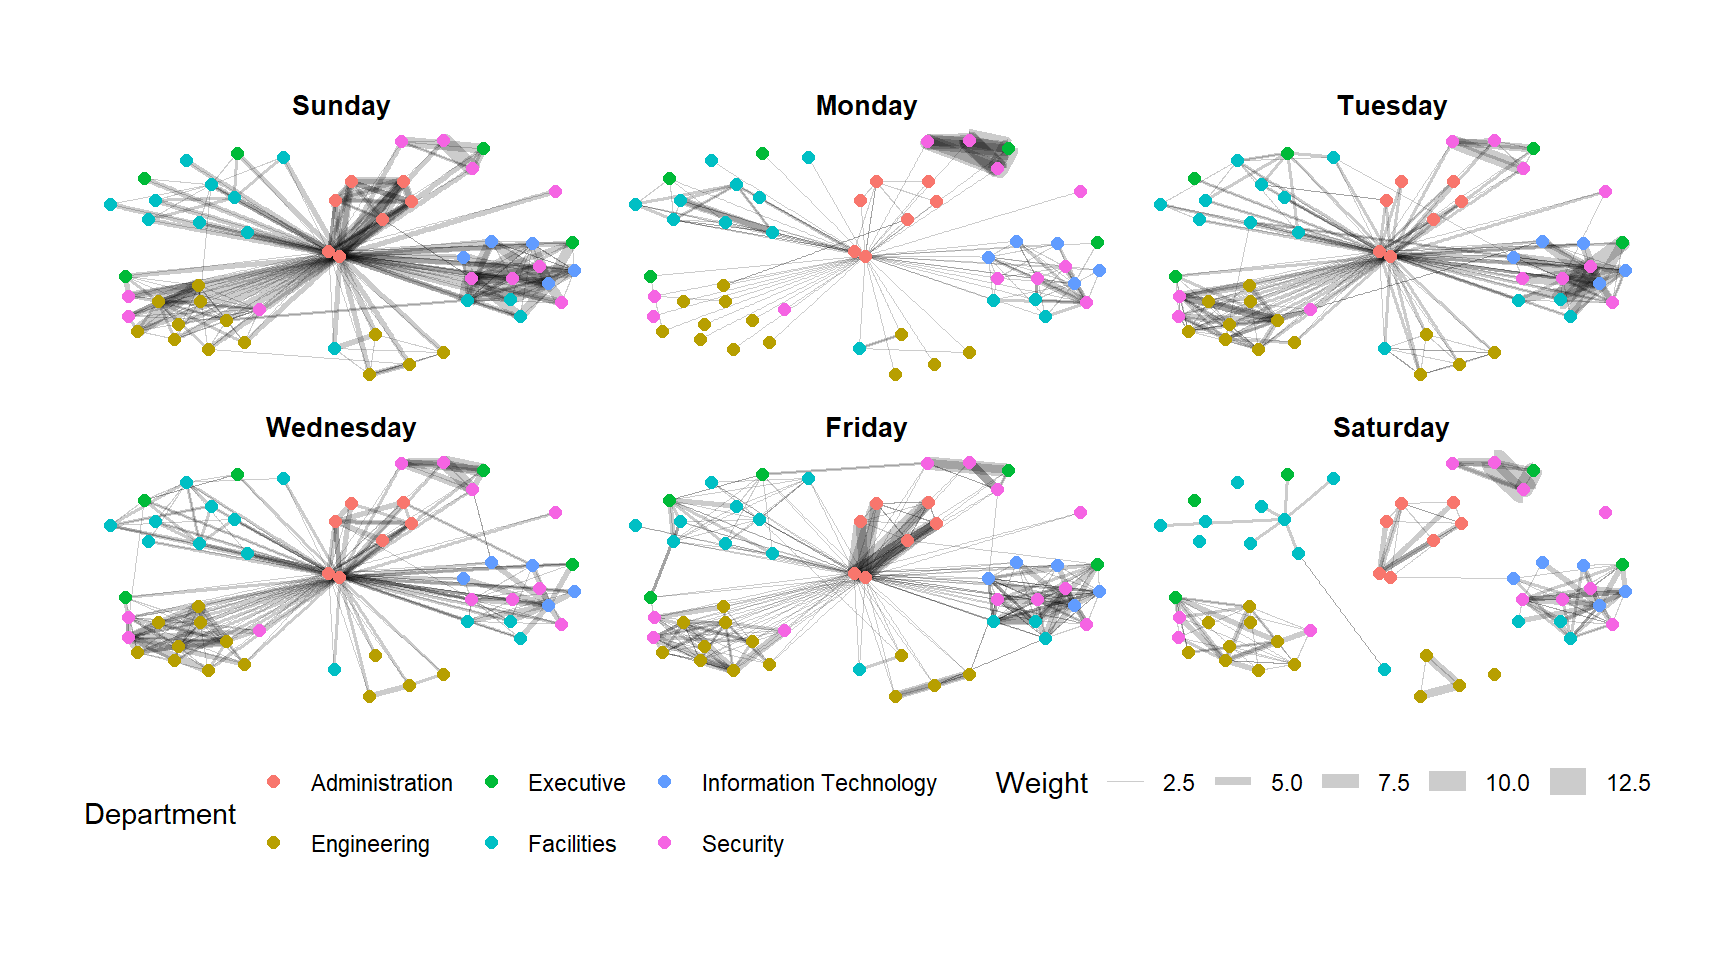 Sunday
Monday
Tuesday
Wednesday
Friday
Saturday
Department
Administration
Executive
Information Technology
Engineering
Facilities
Security
Weight
2.5
5.0
7.5
10.0
12.5